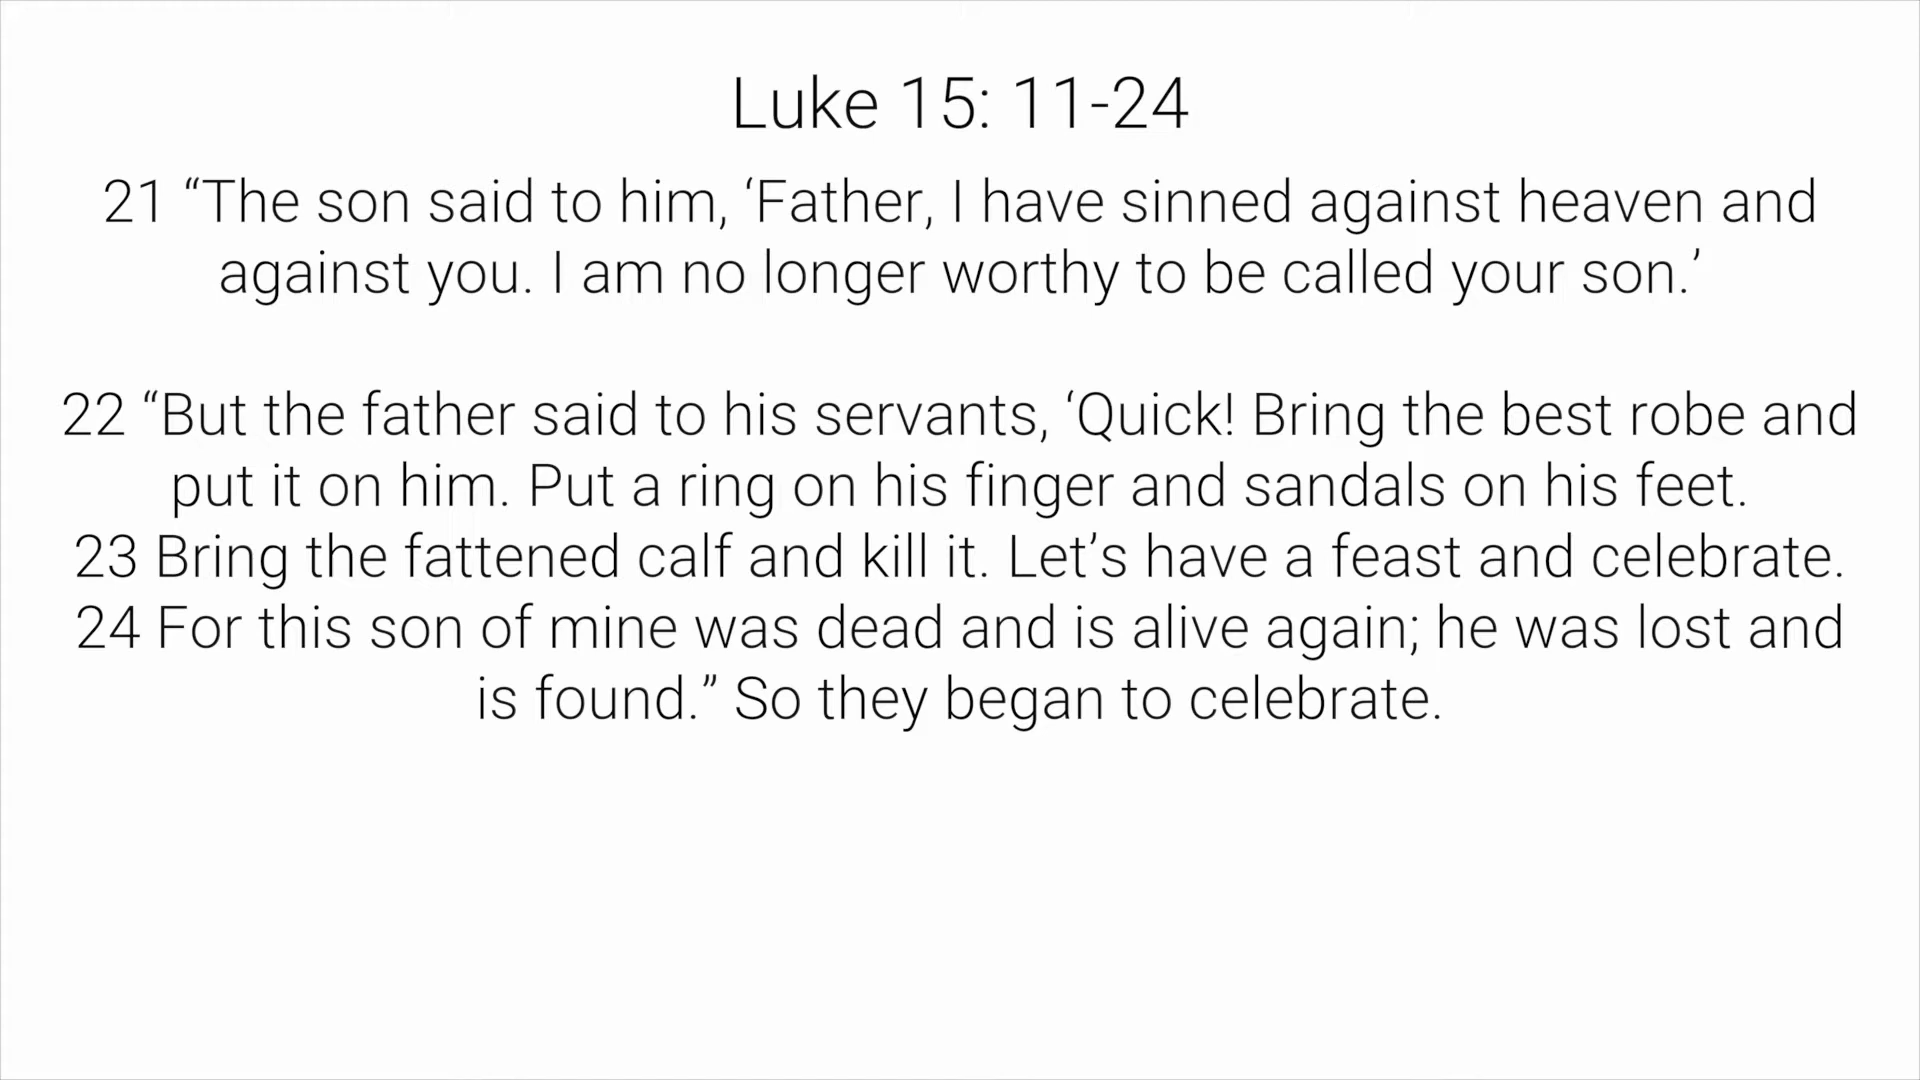 Luke 15: 11-24
21 “The son said to him, ‘Father, I have sinned against heaven and
against you. I am no longer worthy to be called your son.’
22 “But the father said to his servants, ‘Quick! Bring the best robe and
put it on him. Put a ring on his finger and sandals on his feet.
23 Bring the fattened calf and kill it. Let’s have a feast and celebrate.
24 For this son of mine was dead and is alive again; he was lost and
is found.” So they began to celebrate.